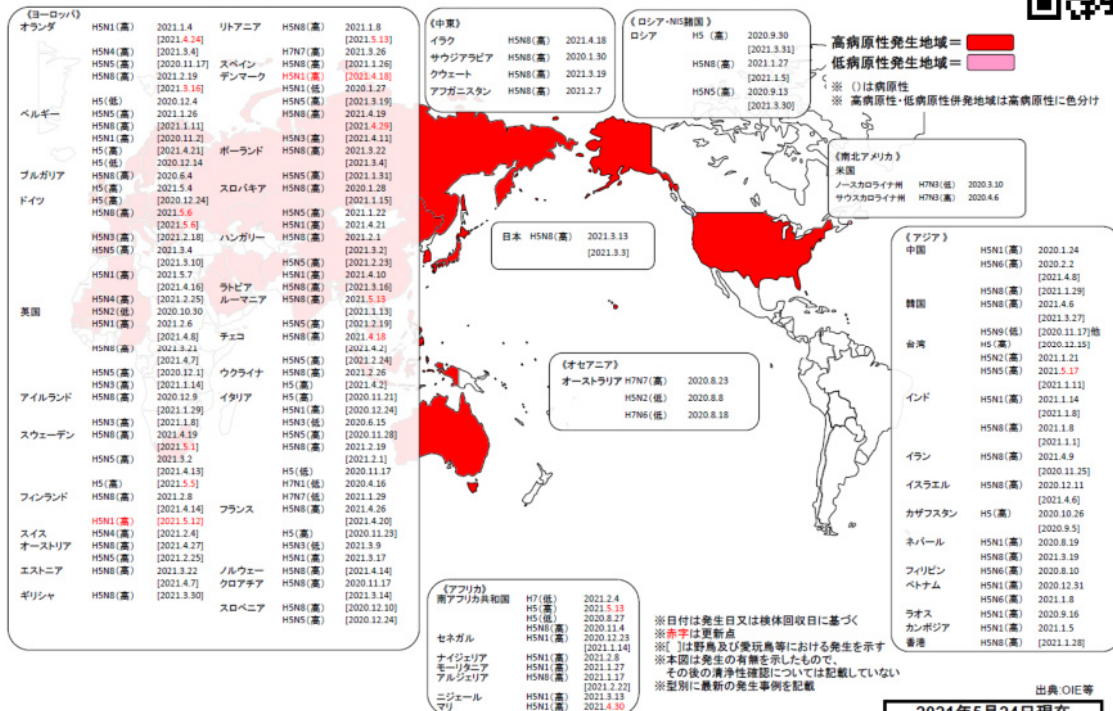 《ヨーロッパ》
オランダ H5N1(高) 2021.1.4
[2021.4.24]
H5N4(高) [2021.3.4]
H5N5(高) [2020.11.17]
H5N8(高) 2021.2.19
[2021.3.16]
H5(低) 2020.12.4
ベルギー H5N5(高) 2021.1.26
H5N8(高) [2021.1.11]
H5N1(高) [2020.11.2]
H5(高) [2021.4.21]
H5(低) 2020.12.14
ブルガリア H5N8(高) 2020.6.4
H5(高) 2021.5.4
ドイツ H5(高) [2020.12.24]
H5N8(高) 2021.5.6
[2021.5.6]
H5N3(高) [2021.2.18]
H5N5(高) 2021.3.4
[2021.3.10]
H5N1(高) 2021.5.7
[2021.4.16]
H5N4(高) [2021.2.25]
英国 H5N2(低) 2020.10.30
H5N1(高) 2021.2.6
[2021.4.8]
H5N8(高) 2021.3.21
[2021.4.7]
H5N5(高) [2020.12.1]
H5N3(高) [2021.1.14]
アイルランド H5N8(高) 2020.12.9
[2021.1.29]
H5N3(高) [2021.1.8]
スウェーデン H5N8(高) 2021.4.19
[2021.5.1]
H5N5(高) 2021.3.2
[2021.4.13]
H5(高) [2021.5.5]
フィンランド H5N8(高) 2021.2.8
[2021.4.14]
H5N1(高) [2021.5.12]
スイス H5N4(高) [2021.2.4]
オーストリア H5N8(高) [2021.4.27]
H5N5(高) [2021.2.25]
エストニア H5N8(高) 2021.3.22
[2021.4.7]
ギリシャ H5N8(高) [2021.3.30]
リトアニア H5N8(高) 2021.1.8
[2021.5.13]
H7N7(高) 2021.3.26
スペイン H5N8(高) [2021.1.26]
デンマーク H5N1(高) [2021.4.18]
H5N1(低) 2020.1.27
H5N5(高) [2021.3.19]
H5N8(高) 2021.4.19
[2021.4.29]
H5N3(高) [2021.4.11]
ポーランド H5N8(高) 2021.3.22
[2021.3.4]
H5N5(高) [2021.1.31]
スロバキア H5N8(高) 2020.1.28
[2021.1.15]
H5N5(高) 2021.1.22
H5N1(高) 2021.4.21
ハンガリー H5N8(高) 2021.2.1
[2021.3.2]
H5N5(高) [2021.2.23]
H5N1(高) 2021.4.10
ラトビア H5N8(高) [2021.3.16]
ルーマニア H5N8(高) 2021.5.13
[2021.1.13]
H5N5(高) [2021.2.19]
チェコ H5N8(高) 2021.4.18
[2021.4.2]
H5N5(高) [2021.2.24]
ウクライナ H5N8(高) 2021.2.26
H5(高) [2021.4.2]
イタリア H5(高) [2020.11.21]
H5N1(高) [2020.12.24]
H5N3(低) 2020.6.15
H5N5(高) [2020.11.28]
H5N8(高) 2021.2.19
[2021.2.1]
H5(低) 2020.11.17
H7N1(低) 2020.4.16
H7N7(低) 2021.1.29
フランス H5N8(高) 2021.4.26
[2021.4.20]
H5(高) [2020.11.23]
H5N3(低) 2021.3.9
H5N1(高) 2021.3.17
ノルウェー H5N8(高) [2021.4.14]
クロアチア H5N8(高) 2020.11.17
[2021.3.14]
スロベニア H5N8(高) [2020.12.10]
H5N5(高) [2020.12.24]
《中東》
イラク H5N8(高) 2021.4.18
サウジアラビア H5N8(高) 2020.1.30
クウェート H5N8(高) 2021.3.19
アフガニスタン H5N8(高) 2021.2.7
《ロシア・NIS諸国》
ロシア H5 (高) 2020.9.30
[2021.3.31]
H5N8(高) 2021.1.27
[2021.1.5]
H5N5(高) 2020.9.13
[2021.3.30]
高病原性発生地域=
低病原性発生地域=
※ ()は病原性
※ 高病原性・低病原性併発地域は高病原性に色分け
《南北アメリカ》
米国
ノースカロライナ州 H7N3(低) 2020.3.10
サウスカロライナ州 H7N3(高) 2020.4.6
日本 H5N8(高) 2021.3.13
[2021.3.3]
《オセアニア》
オーストラリア H7N7(高) 2020.8.23
H5N2(低) 2020.8.8
H7N6(低) 2020.8.18
《アジア》
中国 H5N1(高) 2020.1.24
H5N6(高) 2020.2.2
[2021.4.8]
H5N8(高) [2021.1.29]
韓国 H5N8(高) 2021.4.6
[2021.3.27]
H5N9(低) [2020.11.17]他
台湾 H5(高) [2020.12.15]
H5N2(高) 2021.1.21
H5N5(高) 2021.5.17
[2021.1.11]
インド H5N1(高) 2021.1.14
[2021.1.8]
H5N8(高) 2021.1.8
[2021.1.1]
イラン H5N8(高) 2021.4.9
[2020.11.25]
イスラエル H5N8(高) 2020.12.11
[2021.4.6]
カザフスタン H5(高) 2020.10.26
[2020.9.5]
ネパール H5N1(高) 2020.8.19
H5N8(高) 2021.3.19
フィリピン H5N6(高) 2020.8.10
ベトナム H5N1(高) 2020.12.31
H5N6(高) 2021.1.8
ラオス H5N1(高) 2020.9.16
カンボジア H5N1(高) 2021.1.5
香港 H5N8(高) [2021.1.28]
《アフリカ》
南アフリカ共和国 H7(低) 2021.2.4
H5(高) 2021.5.13
H5(低) 2020.8.27
H5N8(高) 2020.11.4
セネガル H5N1(高) 2020.12.23
[2021.1.14]
ナイジェリア H5N1(高) 2021.2.8
モーリタニア H5N1(高) 2021.1.27
アルジェリア H5N8(高) 2021.1.17
[2021.2.22]
ニジェール H5N1(高) 2021.3.13
マリ H5N1(高) 2021.4.30
※日付は発生日又は検体回収日に基づく
※赤字は更新点
※[ ]は野鳥及び愛玩鳥等における発生を示す
※本図は発生の有無を示したもので、
その後の清浄性確認については記載していない
※型別に最新の発生事例を記載
出典:OIE等
2021年5月24日現在